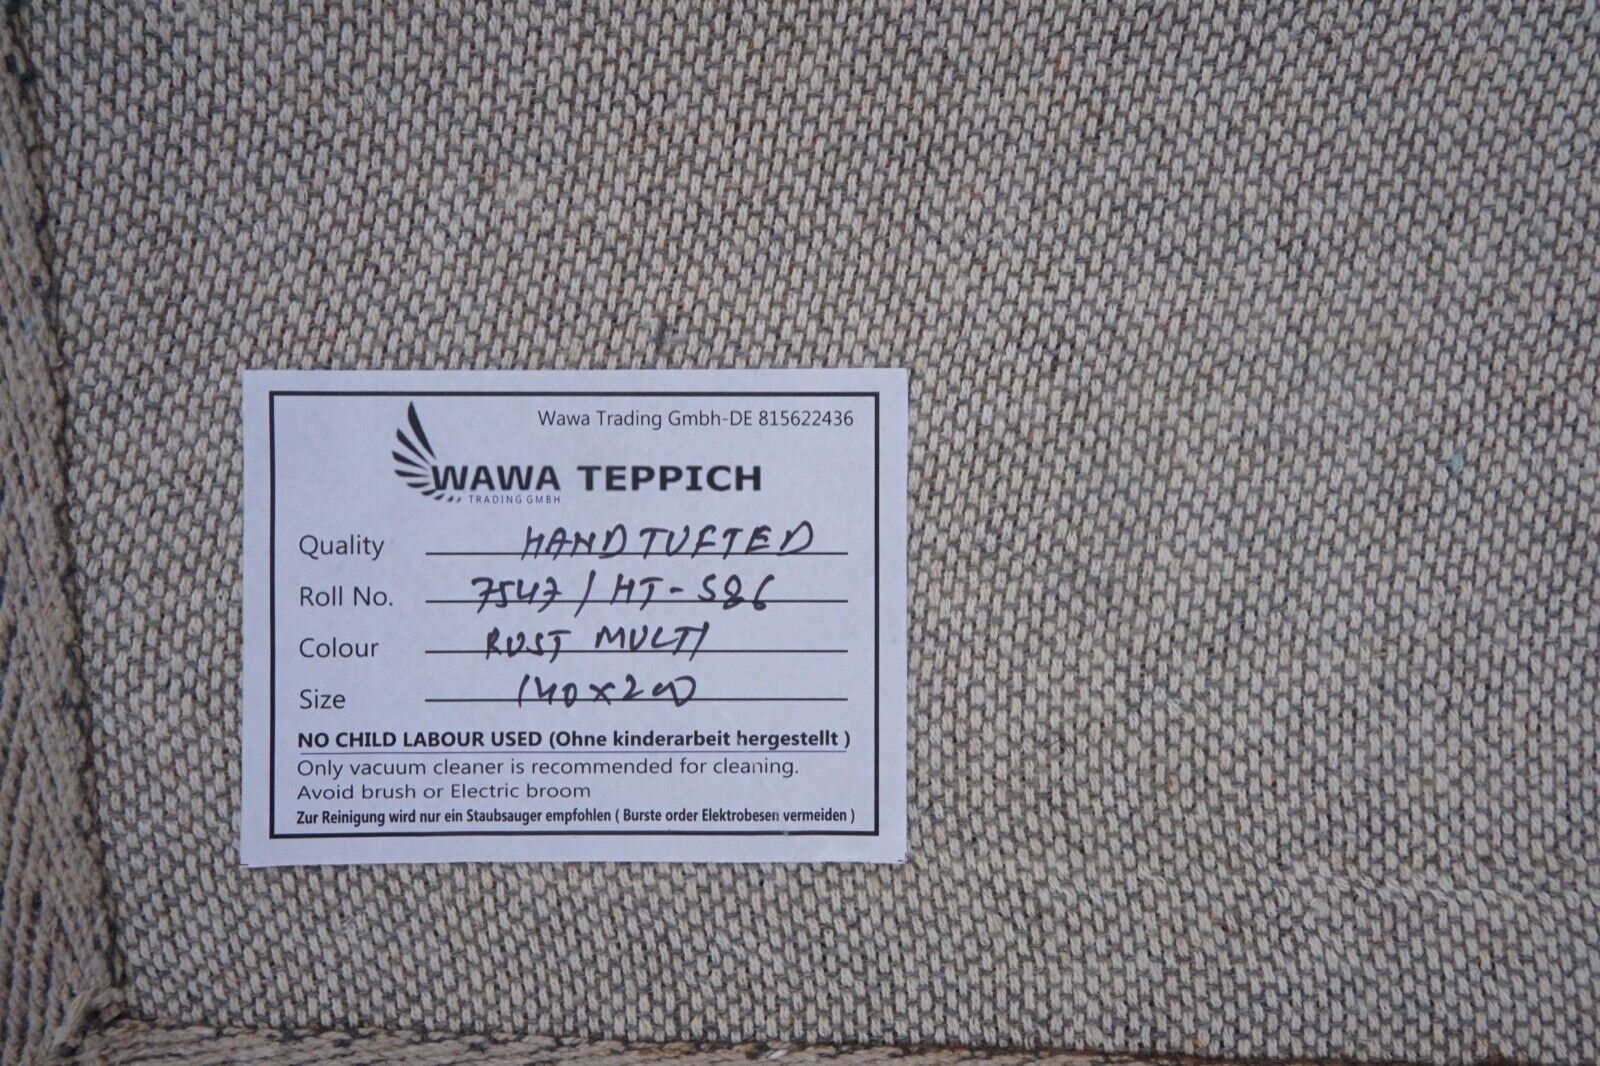 Wawa Trading Gmbh-DE 815622436
WAWA TEPPICH
TRADING GMBH
Quality HAND TUFTED
Roll No. 7547 / HT-586
Colour RUST MULTI
Size 140x200
NO CHILD LABOUR USED (Ohne kinderarbeit hergestellt )
Only vacuum cleaner is recommended for cleaning.
Avoid brush or Electric broom
Zur Reinigung wird nur ein Staubsauger empfohlen ( Burste order Elektrobesen vermeiden )